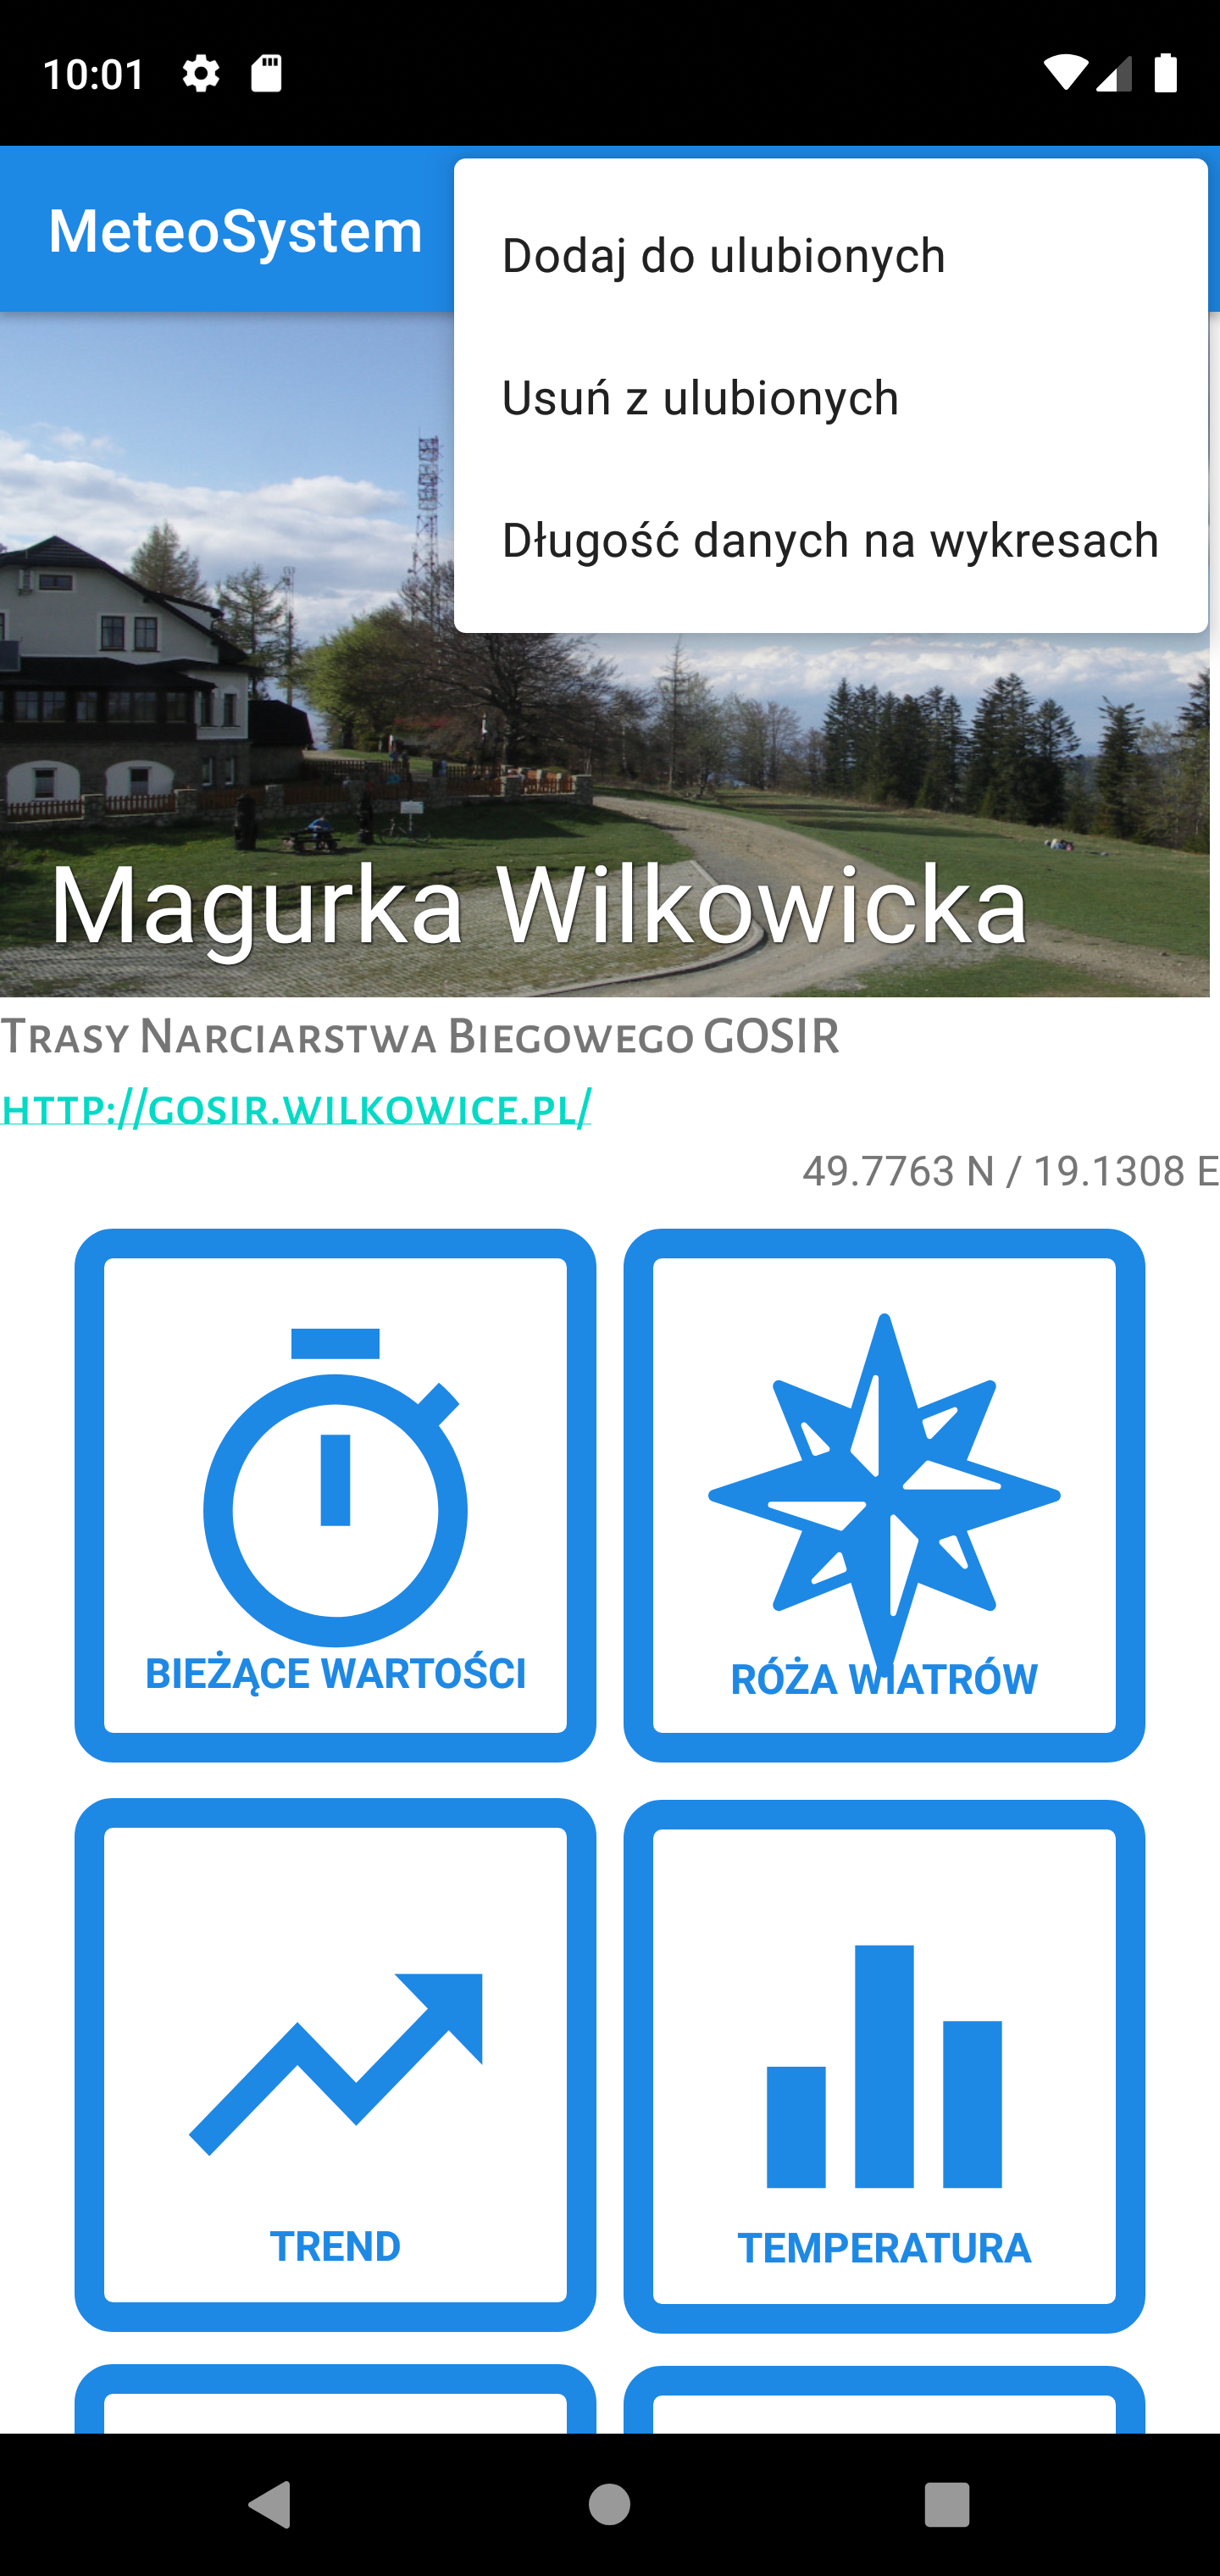 10:01
MeteoSystem
Dodaj do ulubionych
Usuń z ulubionych
Długość danych na wykresach
Magurka Wilkowicka
Trasy Narciarstwa Biegowego GOSIR
http://gosir.wilkowice.pl/
49.7763 N / 19.1308 E
BIEŻĄCE WARTOŚCI
RÓŻA WIATRÓW
TREND
TEMPERATURA